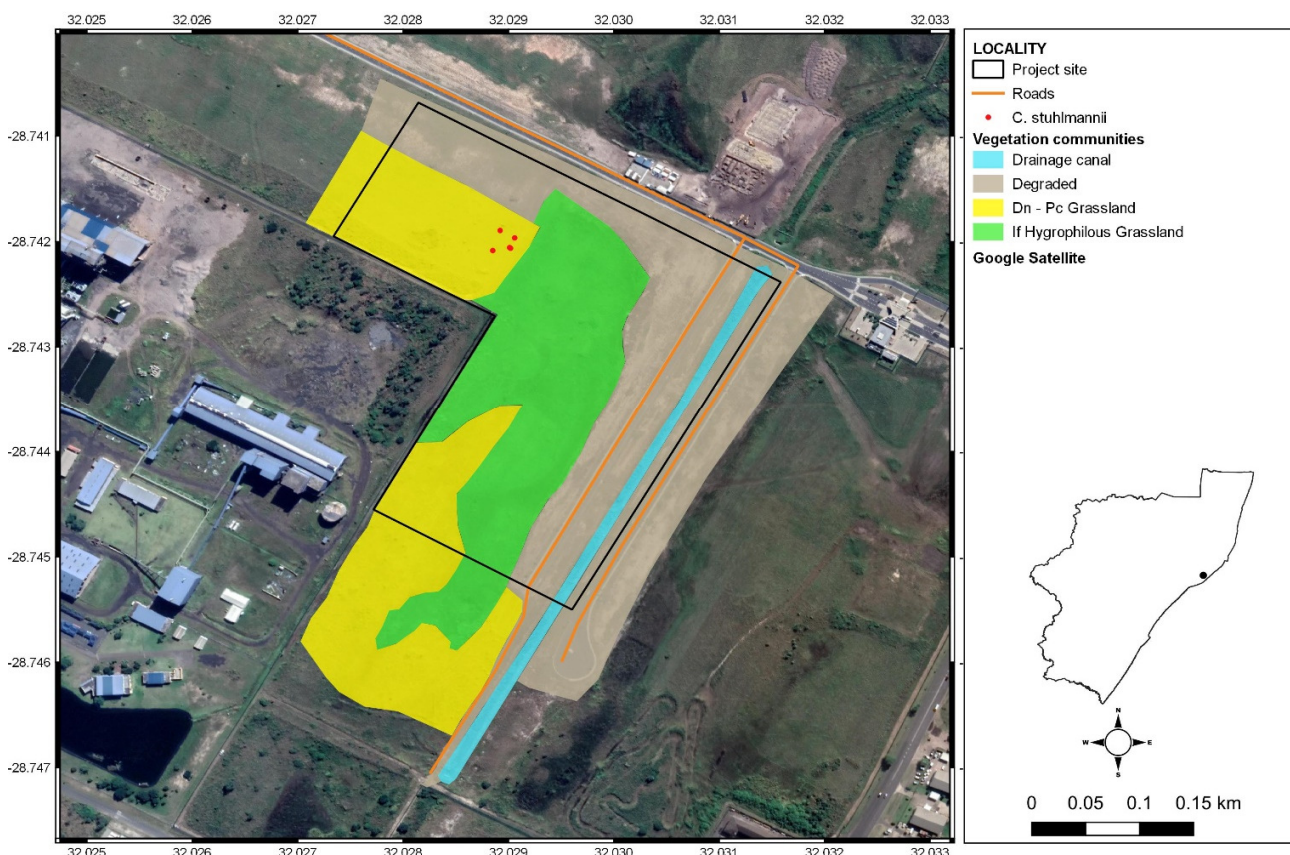 32.025 32.026 32.027 32.028 32.029 32.030 32.031 32.032 32.033
-28.741
-28.742
-28.743
-28.744
-28.745
-28.746
-28.747
32.025 32.026 32.027 32.028 32.029 32.030 32.031 32.032 32.033
LOCALITY
Project site
Roads
C. stuhlmannii
Vegetation communities
Drainage canal
Degraded
Dn - Pc Grassland
If Hygrophilous Grassland
Google Satellite
N
W E
S
0 0.05 0.1 0.15 km